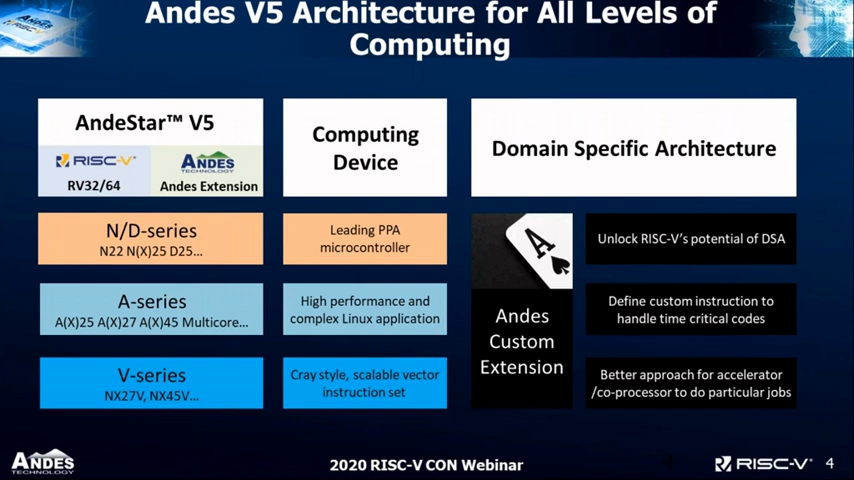 Andes V5 Architecture for All Levels of
Computing
AndeStar™ V5
RISC-V®
RV32/64
ANDES
TECHNOLOGY
Andes Extension
Computing
Device
Domain Specific Architecture
N/D-series
N22 N(X)25 D25...
Leading PPA
microcontroller
A-series
A(X)25 A(X)27 A(X)45 Multicore...
High performance and
complex Linux application
V-series
NX27V, NX45V...
Cray style, scalable vector
instruction set
A
Andes
Custom
Extension
Unlock RISC-V's potential of DSA
Define custom instruction to
handle time critical codes
Better approach for accelerator
/co-processor to do particular jobs
ANDES
TECHNOLOGY
2020 RISC-V CON Webinar
RISC-V®
4